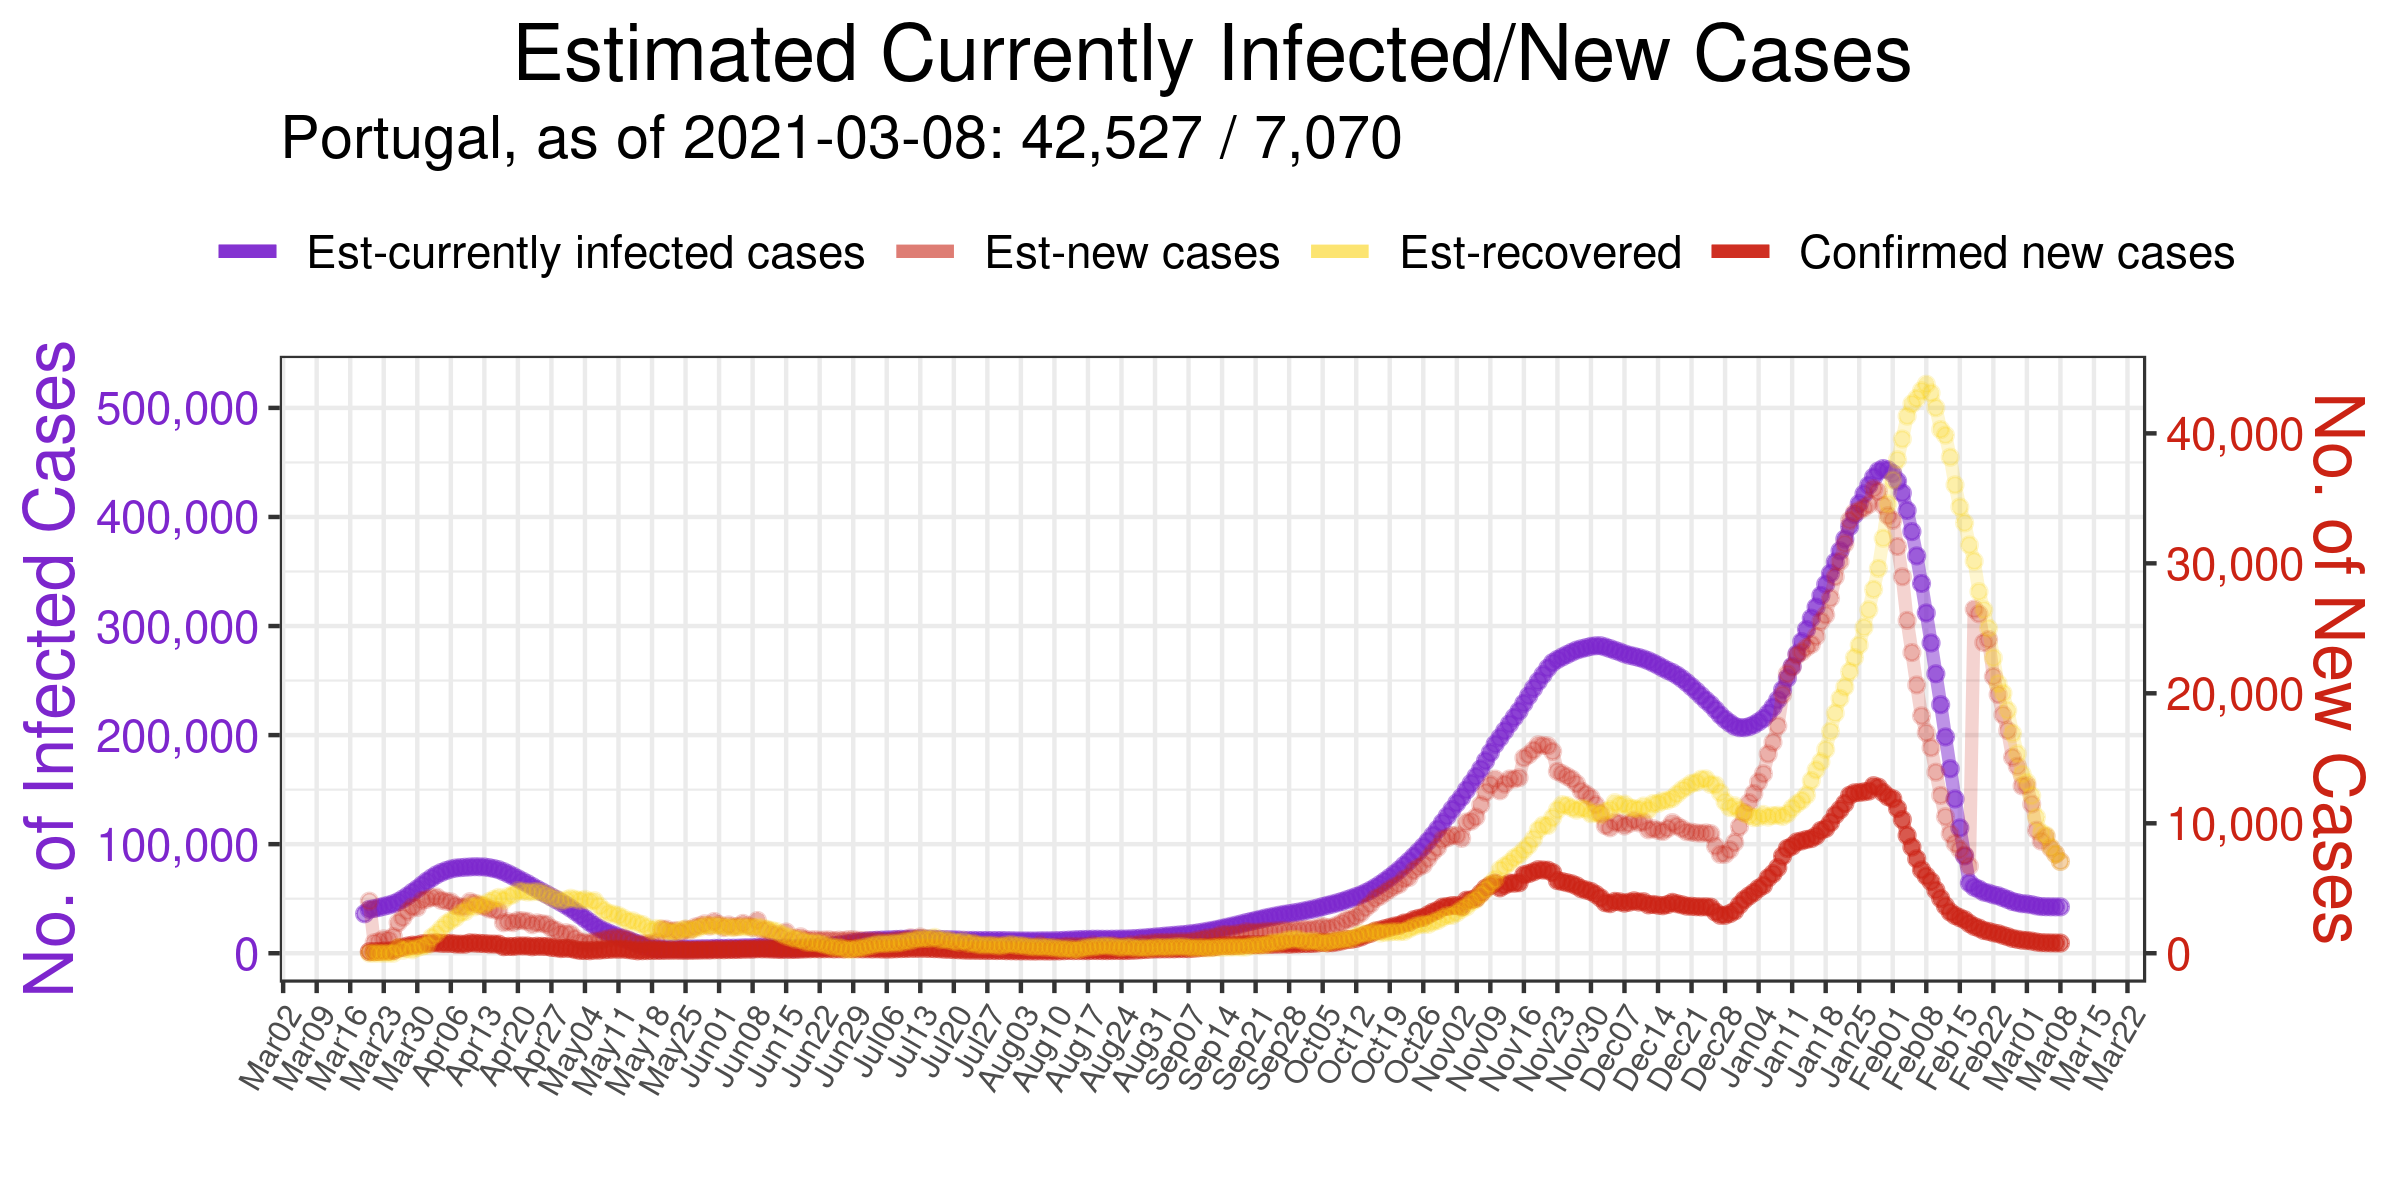 Estimated Currently Infected/New Cases
Portugal, as of 2021-03-08: 42,527 / 7,070
Est-currently infected cases Est-new cases Est-recovered Confirmed new cases
No. of Infected Cases
500,000
400,000
300,000
200,000
100,000
0
40,000
30,000
20,000
10,000
0
No. of New Cases
Mar02 Mar09 Mar16 Mar23 Mar30 Apr06 Apr13 Apr20 Apr27 May04 May11 May18 May25 Jun01 Jun08 Jun15 Jun22 Jun29 Jul06 Jul13 Jul20 Jul27 Aug03 Aug10 Aug17 Aug24 Aug31 Sep07 Sep14 Sep21 Sep28 Oct05 Oct12 Oct19 Oct26 Nov02 Nov09 Nov16 Nov23 Nov30 Dec07 Dec14 Dec21 Dec28 Jan04 Jan11 Jan18 Jan25 Feb01 Feb08 Feb15 Feb22 Mar01 Mar08 Mar15 Mar22